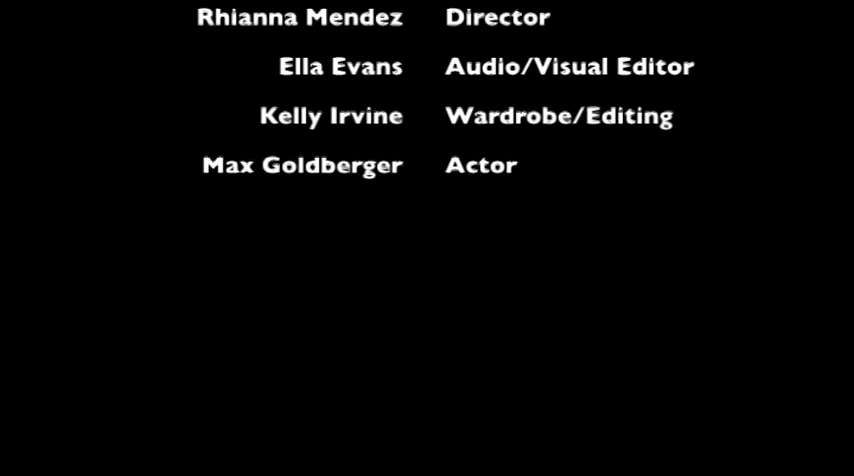 Rhianna Mendez Director
Ella Evans Audio/Visual Editor
Kelly Irvine Wardrobe/Editing
Max Goldberger Actor